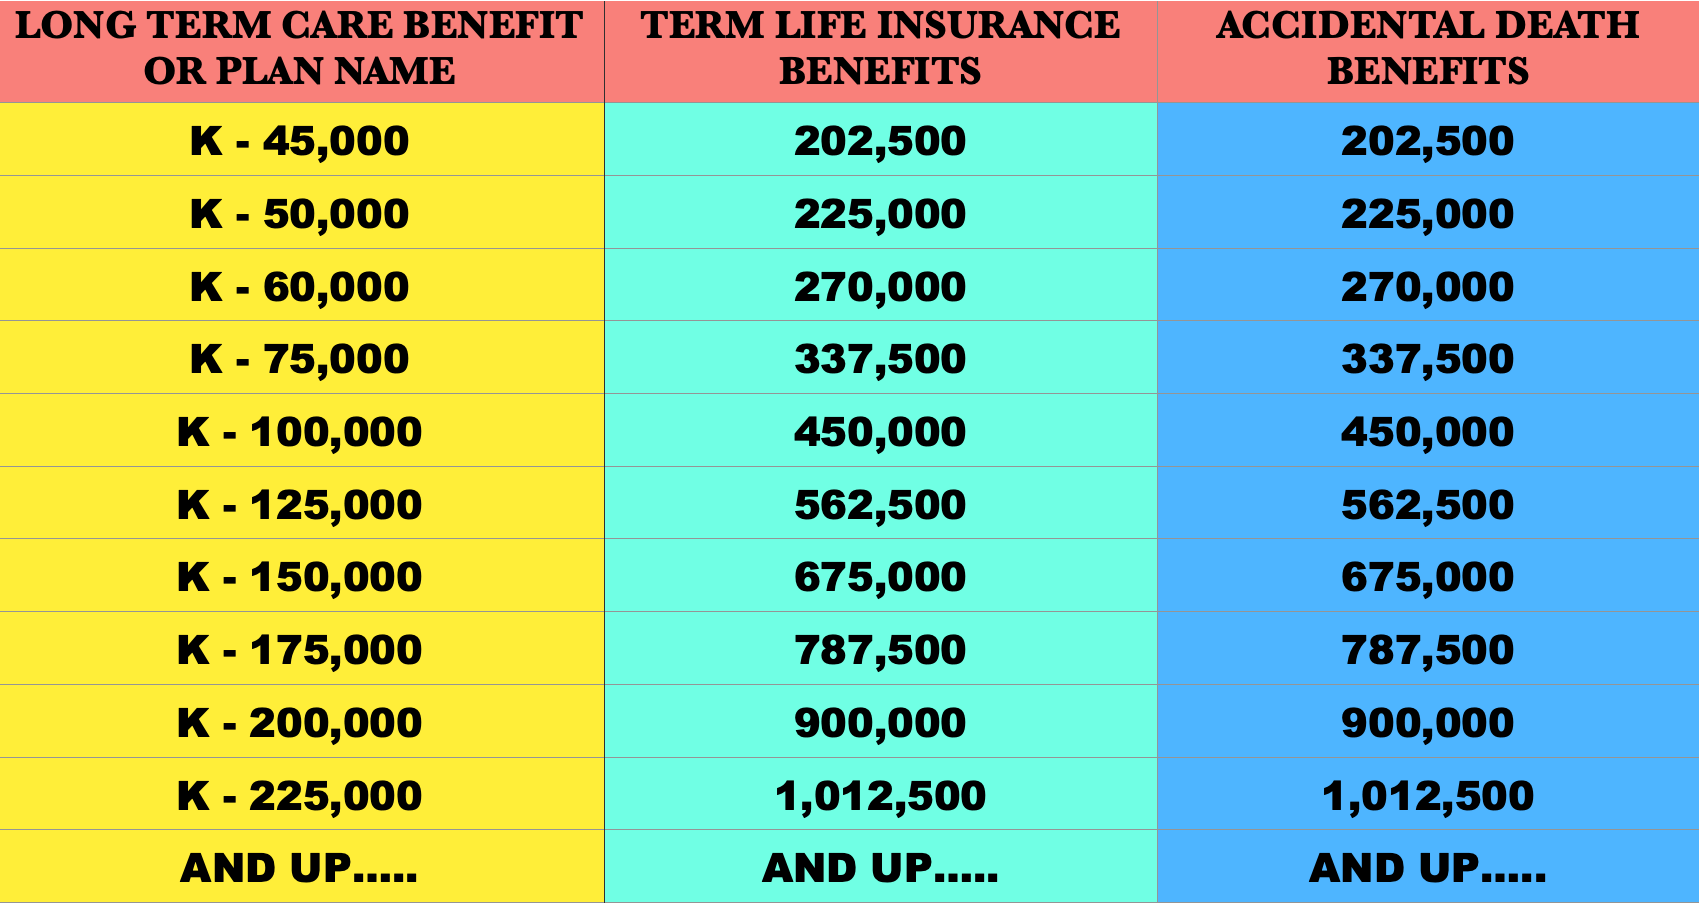 LONG TERM CARE BENEFIT
OR PLAN NAME
TERM LIFE INSURANCE
BENEFITS
ACCIDENTAL DEATH
BENEFITS
K - 45,000 202,500 202,500
K - 50,000 225,000 225,000
K - 60,000 270,000 270,000
K - 75,000 337,500 337,500
K - 100,000 450,000 450,000
K - 125,000 562,500 562,500
K - 150,000 675,000 675,000
K - 175,000 787,500 787,500
K - 200,000 900,000 900,000
K - 225,000 1,012,500 1,012,500
AND UP..... AND UP..... AND UP.....